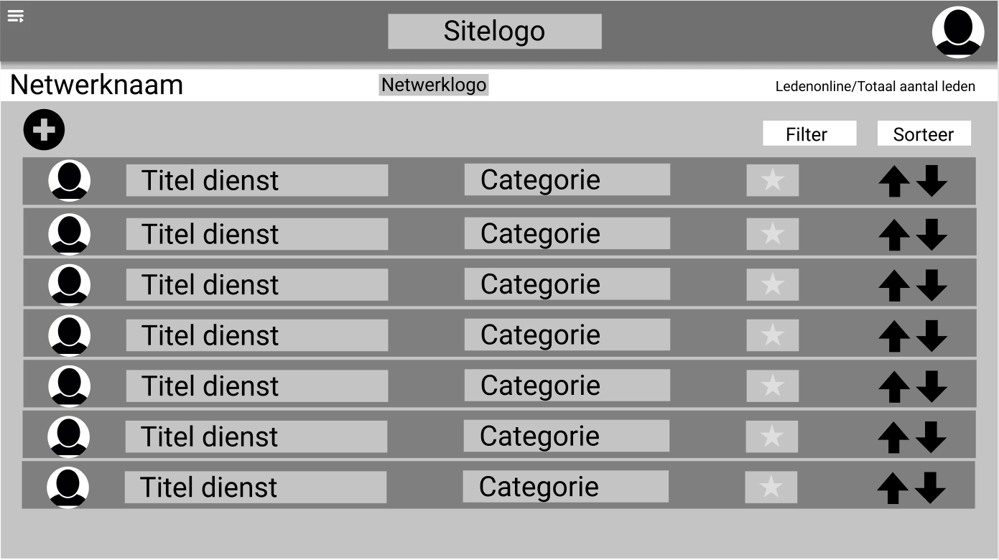 Sitelogo
Netwerknaam
Netwerklogo
Ledenonline/Totaal aantal leden
Filter
Sorteer
Titel dienst
Categorie
Titel dienst
Categorie
Titel dienst
Categorie
Titel dienst
Categorie
Titel dienst
Categorie
Titel dienst
Categorie
Titel dienst
Categorie